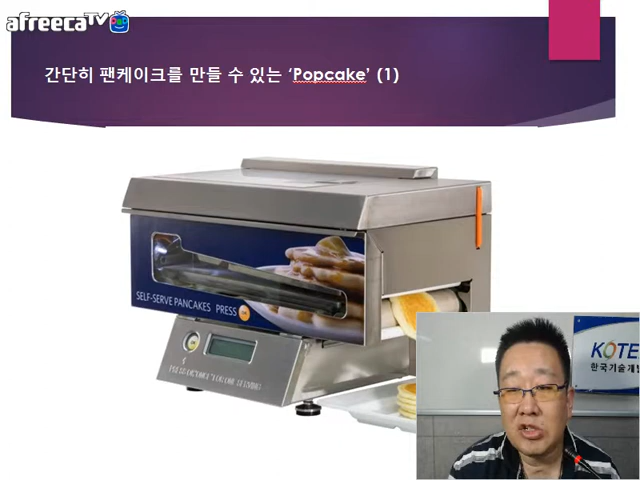 afreecaTV
간단히 팬케이크를 만들 수 있는 ‘Popcake’ (1)
SELF-SERVE PANCAKES PRESS
KOTE
한국기술개발